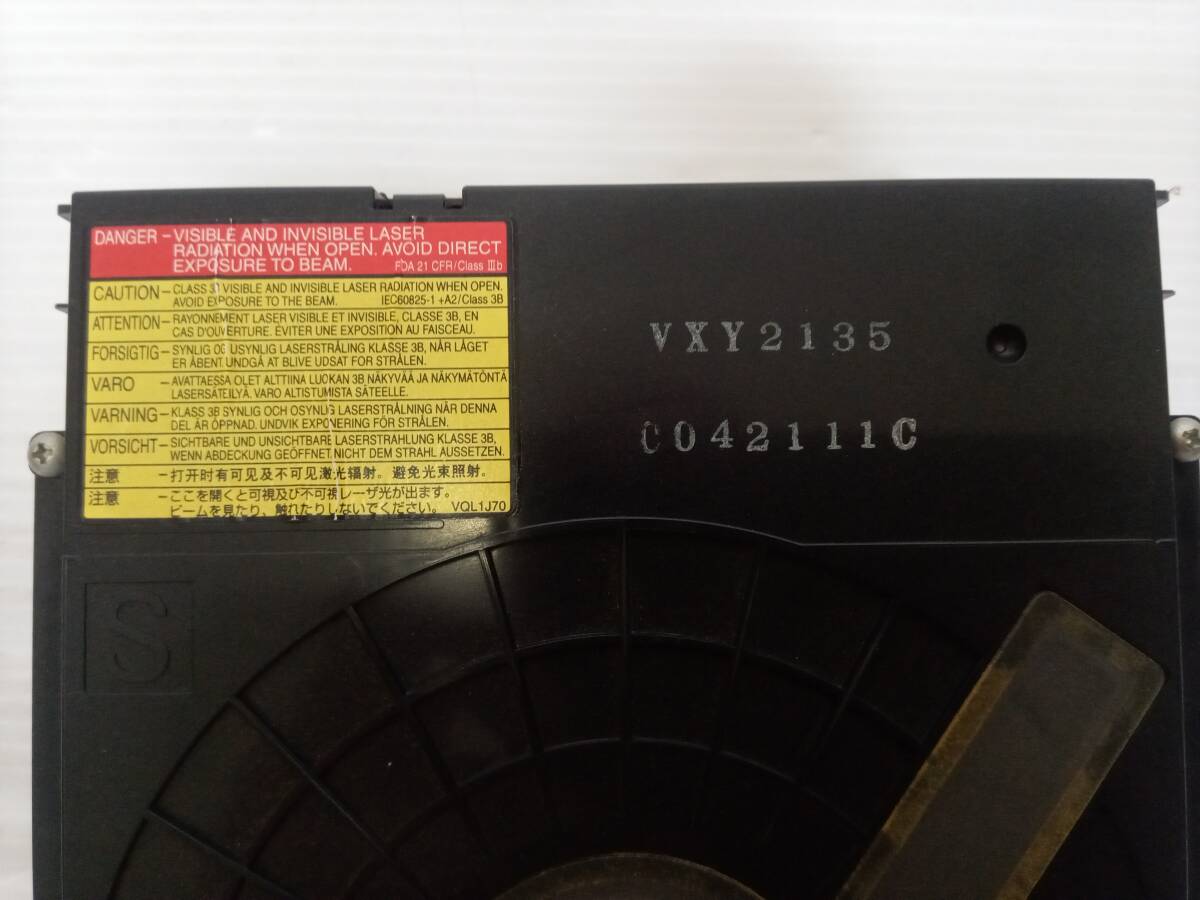 DANGER – VISIBLE AND INVISIBLE LASER
RADIATION WHEN OPEN. AVOID DIRECT
EXPOSURE TO BEAM. FDA 21 CFR/Class Ⅲb
CAUTION – CLASS 3B VISIBLE AND INVISIBLE LASER RADIATION WHEN OPEN.
AVOID EXPOSURE TO THE BEAM. IEC60825-1 +A2/Class 3B
ATTENTION – RAYONNEMENT LASER VISIBLE ET INVISIBLE, CLASSE 3B, EN
CAS D'OUVERTURE. ÉVITER UNE EXPOSITION AU FAISCEAU.
FORSIGTIG – SYNLIG OG USYNLIG LASERSTRÅLING KLASSE 3B, NÅR LÅGET
ER ÅBENT. UNDGÅ AT BLIVE UDSAT FOR STRÅLEN.
VARO – AVATTAESSA OLET ALTTIINA LUOKAN 3B NÄKYVÄÄ JA NÄKYMÄTÖNTÄ
LASERSÄTEILYÄ. VARO ALTISTUMISTA SÄTEELLE.
VARNING – KLASS 3B SYNLIG OCH OSYNLIG LASERSTRÅLNING NÄR DENNA
DEL ÄR ÖPPNAD. UNDVIK EXPONERING FÖR STRÅLEN.
VORSICHT – SICHTBARE UND UNSICHTBARE LASERSTRAHLUNG KLASSE 3B,
WENN ABDECKUNG GEÖFFNET NICHT DEM STRAHL AUSSETZEN.
注意 – 打开时有可见及不可见激光辐射。避免光束照射。
注意 – ここを開くと可視及び不可視レーザ光が出ます。
ビームを見たり、触れたりしないでください。 VQL1J70
VXY2135
C042111C
S